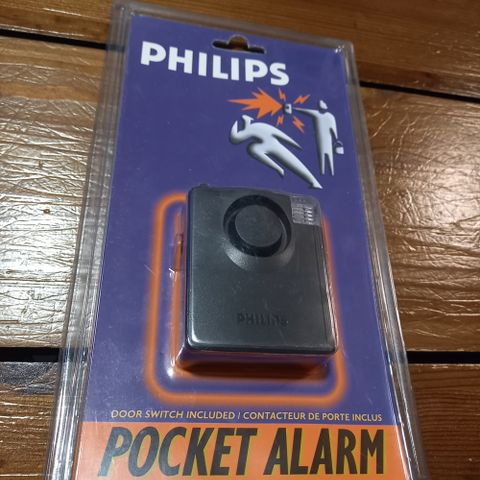 PHILIPS
PHILIPS
DOOR SWITCH INCLUDED / CONTACTEUR DE PORTE INCLUS
POCKET ALARM